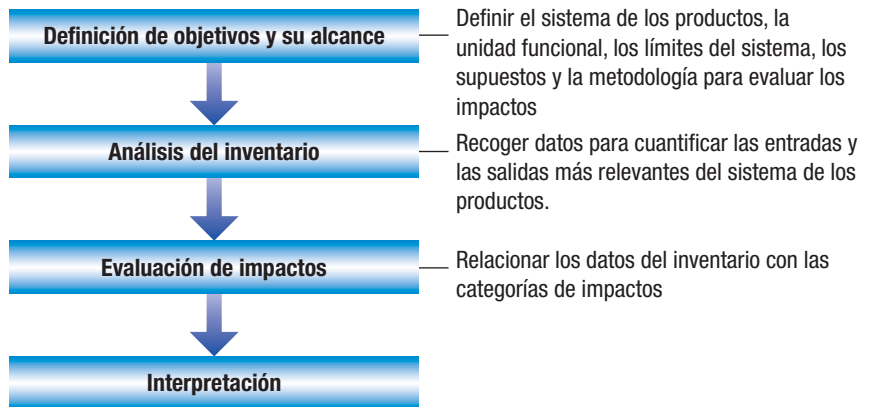 Definición de objetivos y su alcance
Definir el sistema de los productos, la
unidad funcional, los límites del sistema, los
supuestos y la metodología para evaluar los
impactos
Análisis del inventario
Recoger datos para cuantificar las entradas y
las salidas más relevantes del sistema de los
productos.
Evaluación de impactos
Relacionar los datos del inventario con las
categorías de impactos
Interpretación